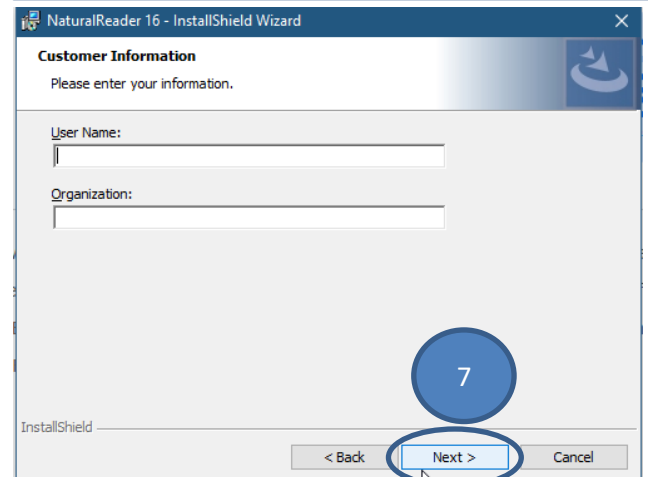 NaturalReader 16 - InstallShield Wizard
Customer Information
Please enter your information.
User Name:
Organization:
7
InstallShield
< Back Next > Cancel